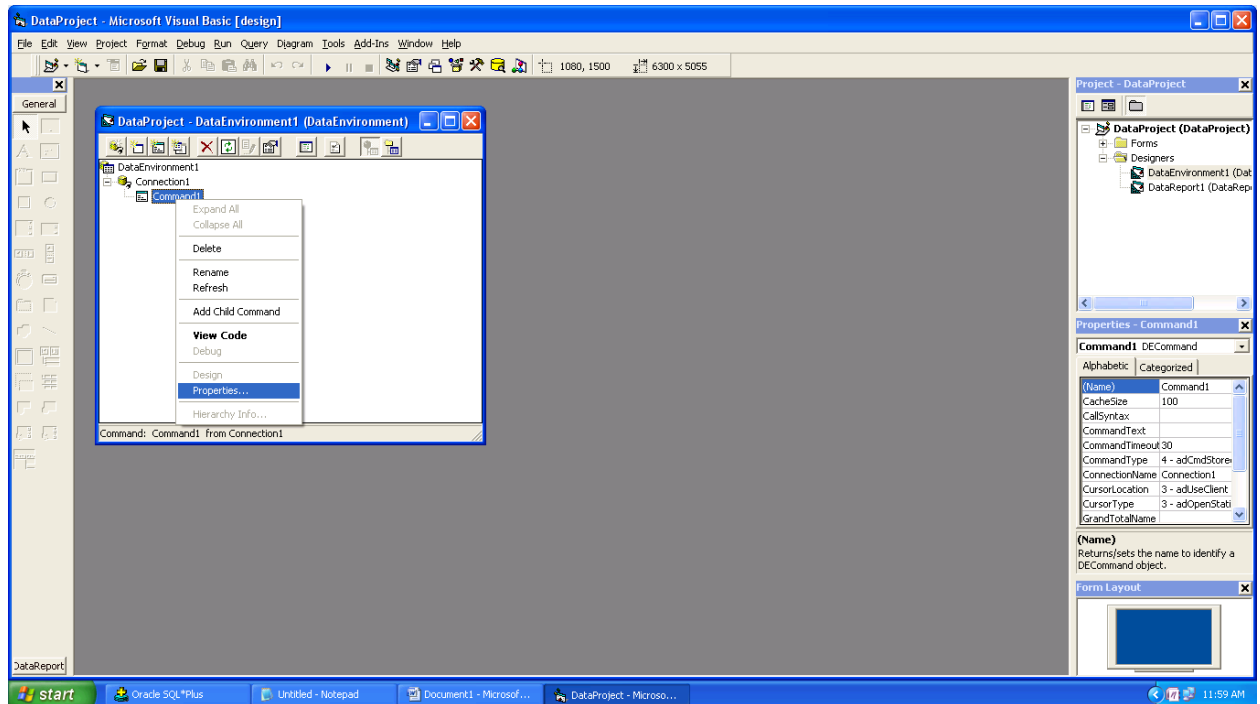 DataProject - Microsoft Visual Basic [design]
File Edit View Project Format Debug Run Query Diagram Tools Add-Ins Window Help
1080, 1500 6300 x 5055
General
DataReport
DataProject - DataEnvironment1 (DataEnvironment)
DataEnvironment1
Connection1
Command1
Expand All
Collapse All
Delete
Rename
Refresh
Add Child Command
View Code
Debug
Design
Properties...
Hierarchy Info...
Command: Command1 from Connection1
Project - DataProject
DataProject (DataProject)
Forms
Designers
DataEnvironment1 (Dat
DataReport1 (DataRep
Properties - Command1
Command1 DECommand
Alphabetic Categorized
(Name) Command1
CacheSize 100
CallSyntax
CommandText
CommandTimeout 30
CommandType 4 - adCmdStore
ConnectionName Connection1
CursorLocation 3 - adUseClient
CursorType 3 - adOpenStati
GrandTotalName
(Name)
Returns/sets the name to identify a
DECommand object.
Form Layout
start Oracle SQL*Plus Untitled - Notepad Document1 - Microsof... DataProject - Microso... 11:59 AM